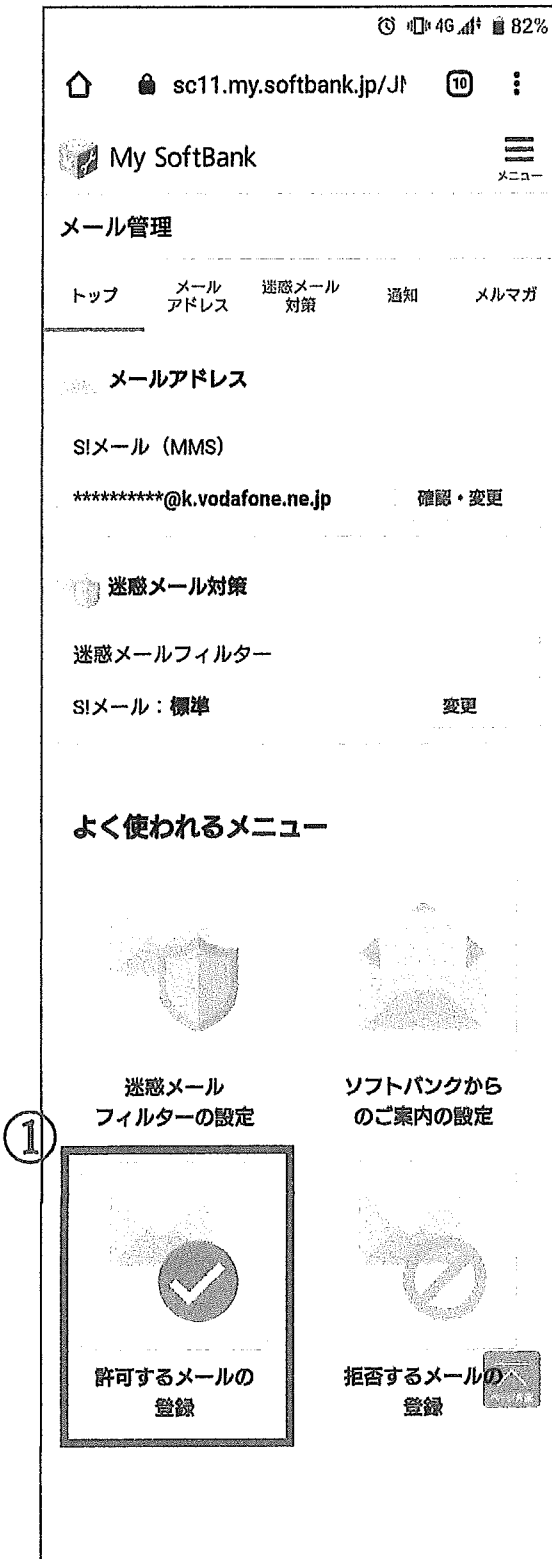 4G 82%
sc11.my.softbank.jp/J 10
My SoftBank
メニュー
メール管理
トップ
メール
アドレス
迷惑メール
対策
通知
メルマガ
メールアドレス
S!メール（MMS）
**********@k.vodafone.ne.jp 確認・変更
迷惑メール対策
迷惑メールフィルター
S!メール：標準 変更
よく使われるメニュー
迷惑メール
フィルターの設定
ソフトバンクから
のご案内の設定
①
許可するメールの
登録
拒否するメールの
登録